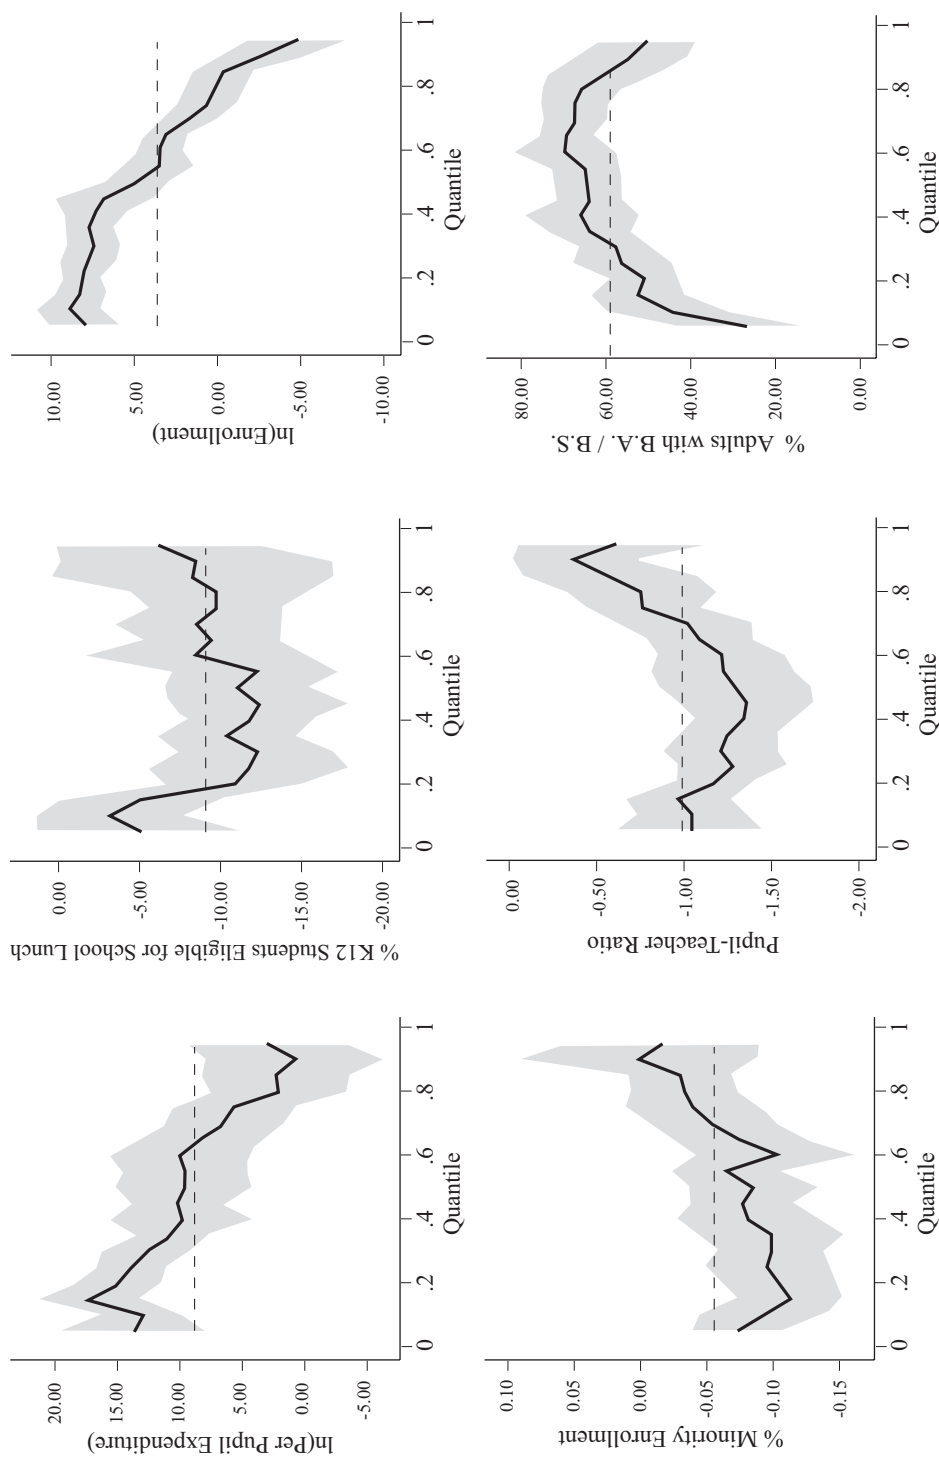 ln(Per Pupil Expenditure)
20.00
15.00
10.00
5.00
0.00
-5.00
0 .2 .4 .6 .8 1
Quantile
% K12 Students Eligible for School Lunch
0.00
-5.00
-10.00
-15.00
-20.00
0 .2 .4 .6 .8 1
Quantile
ln(Enrollment)
10.00
5.00
0.00
-5.00
-10.00
0 .2 .4 .6 .8 1
Quantile
% Minority Enrollment
0.10
0.05
0.00
-0.05
-0.10
-0.15
0 .2 .4 .6 .8 1
Quantile
Pupil-Teacher Ratio
0.00
-0.50
-1.00
-1.50
-2.00
0 .2 .4 .6 .8 1
Quantile
% Adults with B.A. / B.S.
80.00
60.00
40.00
20.00
0.00
0 .2 .4 .6 .8 1
Quantile